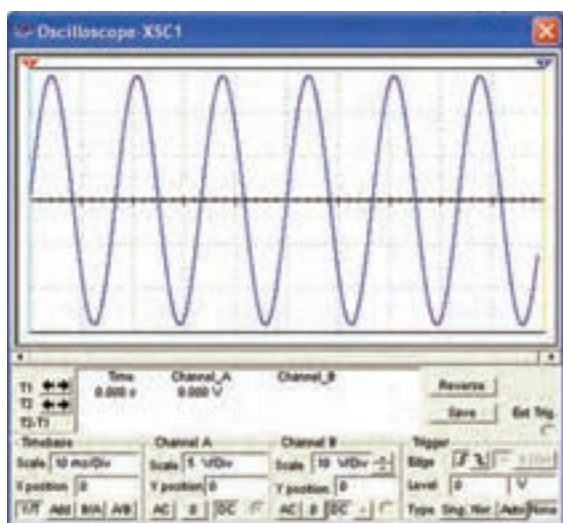 Oscilloscope-XSC1
T1
T2
T2-T1
Time Channel_A Channel_B
0.000 s 0.000 V
Reverse
Save Ext Trig.
Timebase Channel A Channel B Trigger
Scale 10 ms/Div Scale 5 V/Div Scale 10 V/Div Edge
X position 0 Y position 0 Y position 0 Level 0 V
Y/T Add B/A A/B AC 0 DC AC 0 DC - Type Sing. Nor. Auto None